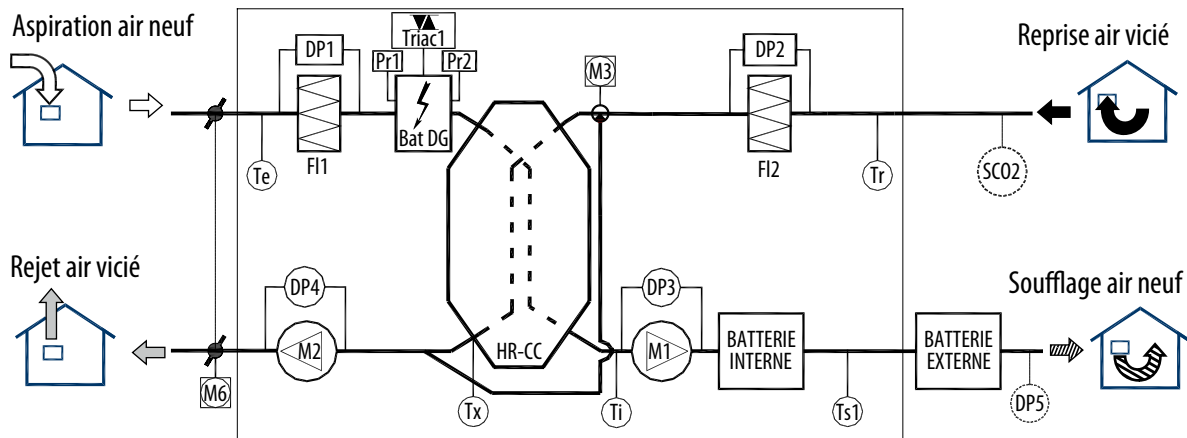 Aspiration air neuf
DP1
Triac1
Pr1
Pr2
M3
DP2
Reprise air vicié
Bat DG
Te
Fl1
Fl2
Tr
SCO2
Rejet air vicié
DP4
DP3
Soufflage air neuf
M2
HR-CC
M1
BATTERIE
INTERNE
BATTERIE
EXTERNE
M6
Tx
Ti
Ts1
DP5